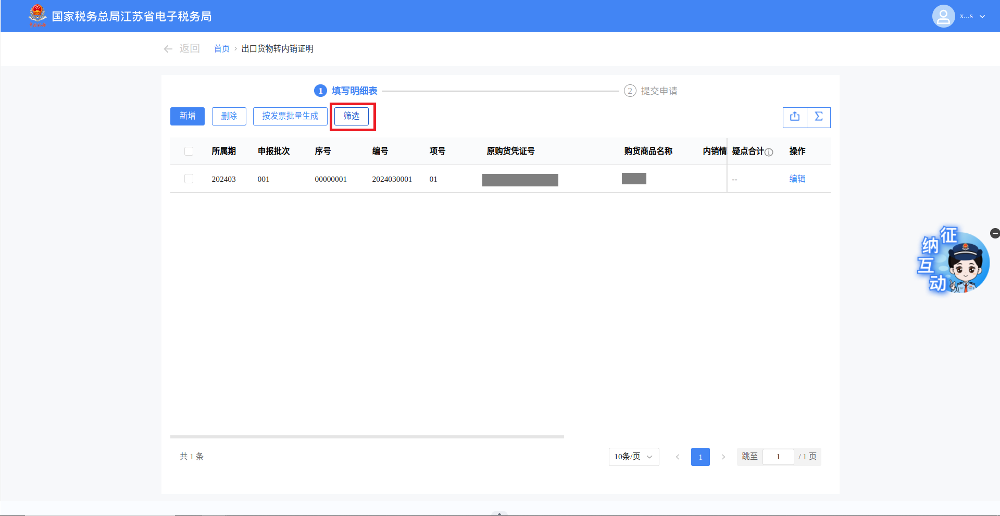 国家税务总局江苏省电子税务局
x...s
返回 首页 > 出口货物转内销证明
1 填写明细表 2 提交申请
新增 删除 按发票批量生成 筛选
所属期 申报批次 序号 编号 项号 原购货凭证号 购货商品名称 内销情 疑点合计 操作
202403 001 00000001 2024030001 01 -- 编辑
征
纳
互
动
共 1 条 10条/页 < 1 > 跳至 1 / 1 页